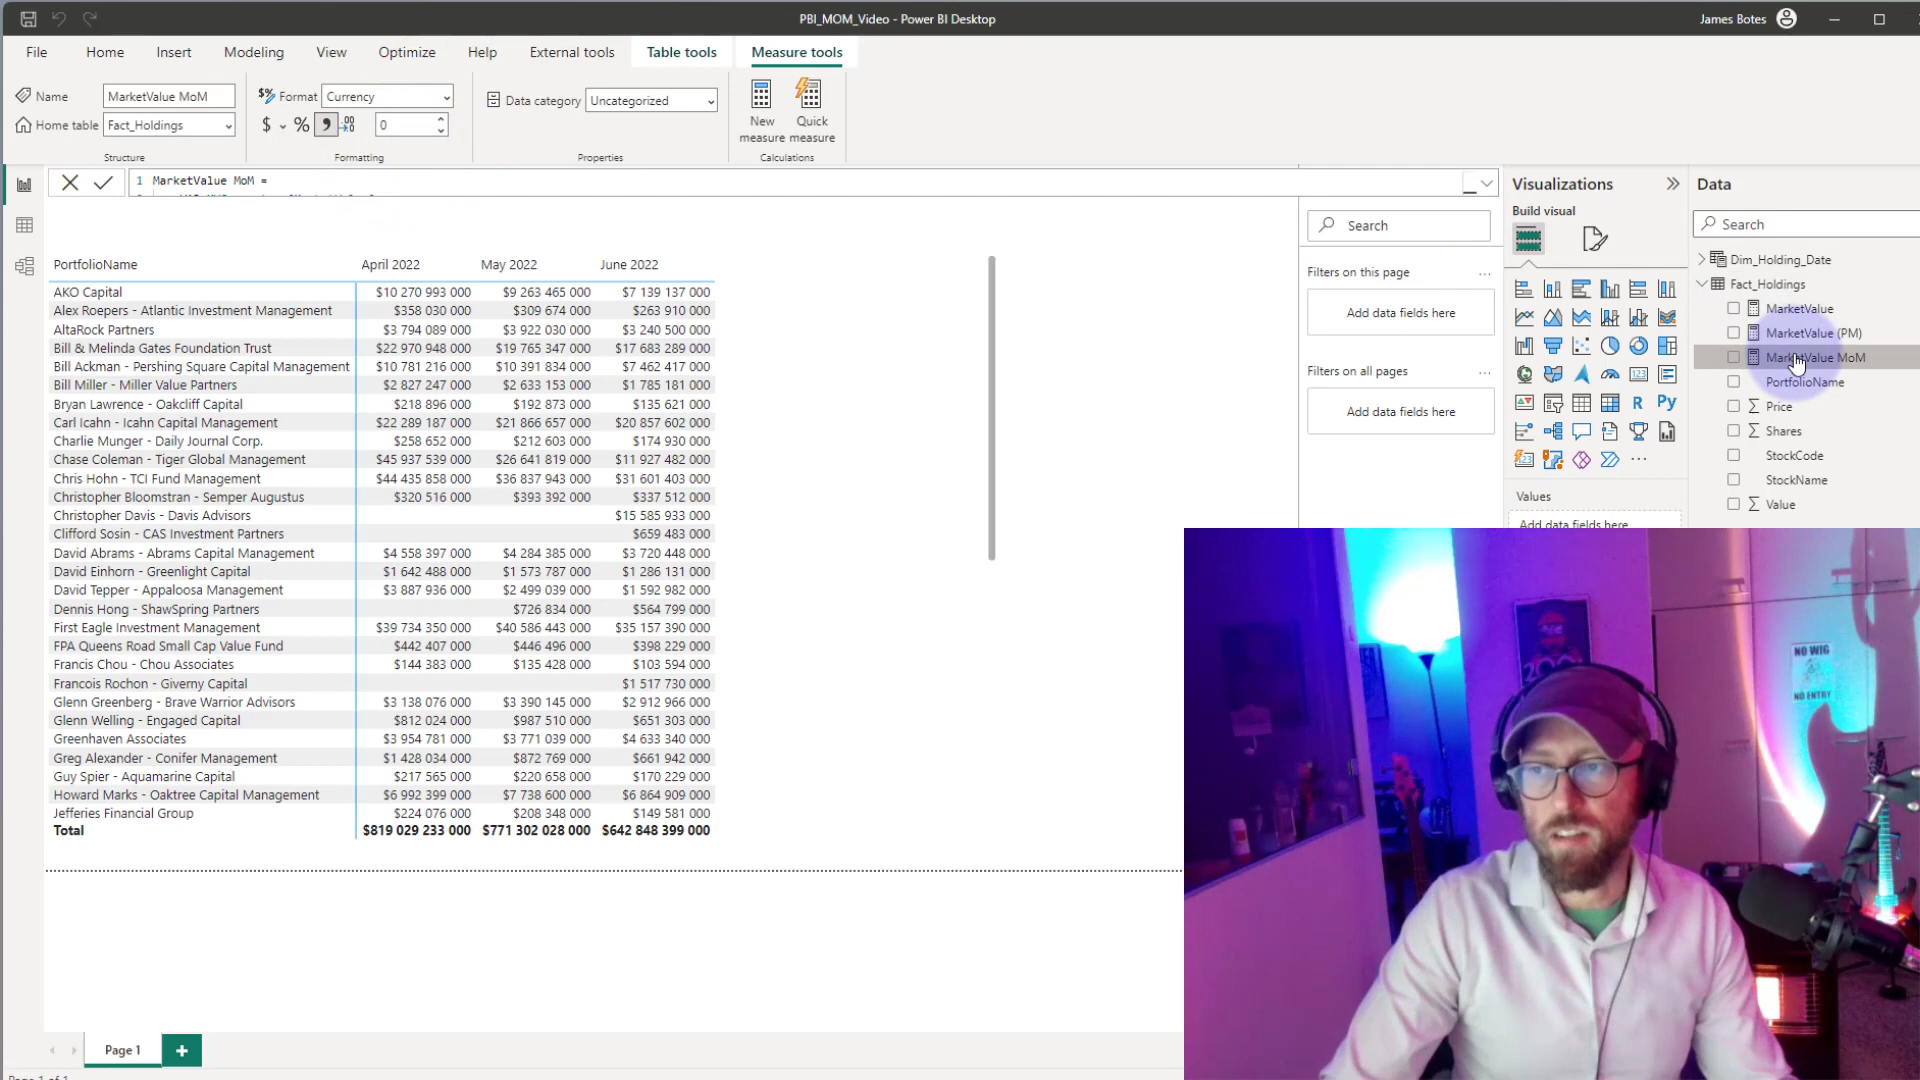 PBI_MOM_Video - Power BI Desktop
James Botes
File Home Insert Modeling View Optimize Help External tools Table tools Measure tools
Name MarketValue MoM
Home table Fact_Holdings
Structure
Format Currency
$ % 0
Formatting
Data category Uncategorized
Properties
New measure
Quick measure
Calculations
1 MarketValue MoM =
PortfolioName April 2022 May 2022 June 2022
AKO Capital $10 270 993 000 $9 263 465 000 $7 139 137 000
Alex Roepers - Atlantic Investment Management $358 030 000 $309 674 000 $263 910 000
AltaRock Partners $3 794 089 000 $3 922 030 000 $3 240 500 000
Bill & Melinda Gates Foundation Trust $22 970 948 000 $19 765 347 000 $17 683 289 000
Bill Ackman - Pershing Square Capital Management $10 781 216 000 $10 391 834 000 $7 462 417 000
Bill Miller - Miller Value Partners $2 827 247 000 $2 633 153 000 $1 785 181 000
Bryan Lawrence - Oakcliff Capital $218 896 000 $192 873 000 $135 621 000
Carl Icahn - Icahn Capital Management $22 289 187 000 $21 866 657 000 $20 857 602 000
Charlie Munger - Daily Journal Corp. $258 652 000 $212 603 000 $174 930 000
Chase Coleman - Tiger Global Management $45 937 539 000 $26 641 819 000 $11 927 482 000
Chris Hohn - TCI Fund Management $44 435 858 000 $36 837 943 000 $31 601 403 000
Christopher Bloomstran - Semper Augustus $320 516 000 $393 392 000 $337 512 000
Christopher Davis - Davis Advisors $15 585 933 000
Clifford Sosin - CAS Investment Partners $659 483 000
David Abrams - Abrams Capital Management $4 558 397 000 $4 284 385 000 $3 720 448 000
David Einhorn - Greenlight Capital $1 642 488 000 $1 573 787 000 $1 286 131 000
David Tepper - Appaloosa Management $3 887 936 000 $2 499 039 000 $1 592 982 000
Dennis Hong - ShawSpring Partners $726 834 000 $564 799 000
First Eagle Investment Management $39 734 350 000 $40 586 443 000 $35 157 390 000
FPA Queens Road Small Cap Value Fund $442 407 000 $446 496 000 $398 229 000
Francis Chou - Chou Associates $144 383 000 $135 428 000 $103 594 000
Francois Rochon - Giverny Capital $1 517 730 000
Glenn Greenberg - Brave Warrior Advisors $3 138 076 000 $3 390 145 000 $2 912 966 000
Glenn Welling - Engaged Capital $812 024 000 $987 510 000 $651 303 000
Greenhaven Associates $3 954 781 000 $3 771 039 000 $4 633 340 000
Greg Alexander - Conifer Management $1 428 034 000 $872 769 000 $661 942 000
Guy Spier - Aquamarine Capital $217 565 000 $220 658 000 $170 229 000
Howard Marks - Oaktree Capital Management $6 992 399 000 $7 738 600 000 $6 864 909 000
Jefferies Financial Group $224 076 000 $208 348 000 $149 581 000
Total $819 029 233 000 $771 302 028 000 $642 848 399 000
Search
Filters on this page ...
Add data fields here
Filters on all pages ...
Add data fields here
Visualizations
Build visual
R Py
123
Values
Add data fields here
Data
Search
Dim_Holding_Date
Fact_Holdings
MarketValue
MarketValue (PM)
MarketValue MoM
PortfolioName
Price
Shares
StockCode
StockName
Value
NO WIG
NO ENTRY
Page 1
Page 1 of 1